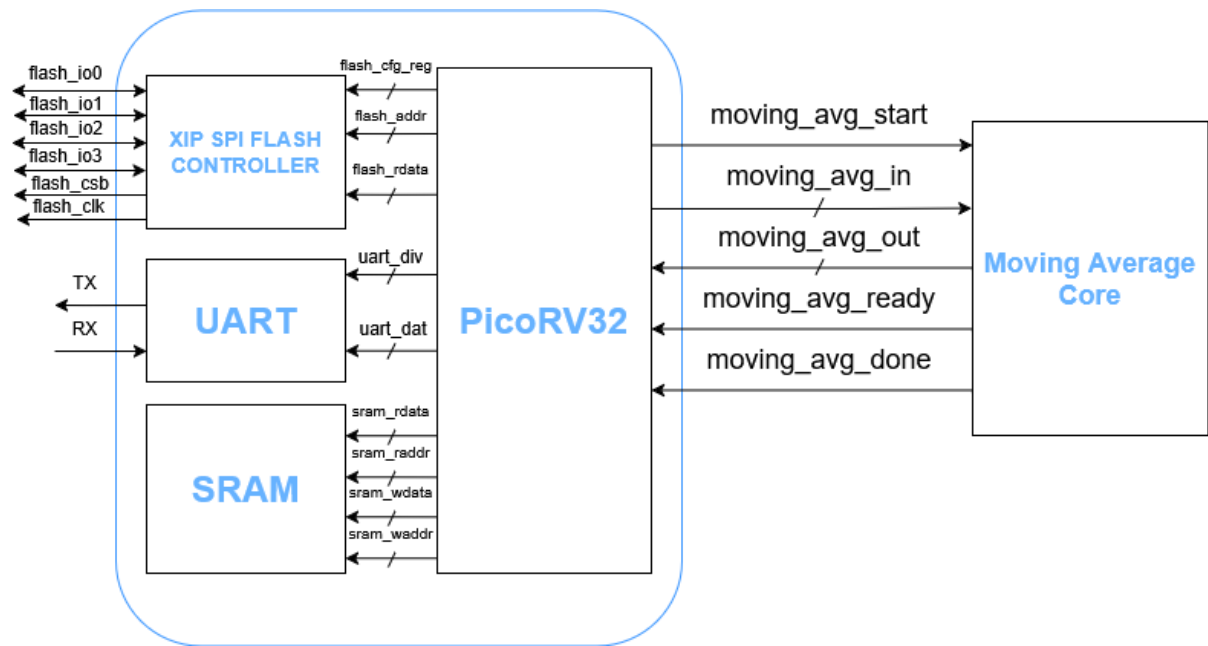 flash_io0
flash_io1
flash_io2
flash_io3
flash_csb
flash_clk
XIP SPI FLASH
CONTROLLER
flash_cfg_reg
flash_addr
flash_rdata
TX
RX
UART
uart_div
uart_dat
SRAM
sram_rdata
sram_raddr
sram_wdata
sram_waddr
PicoRV32
moving_avg_start
moving_avg_in
moving_avg_out
moving_avg_ready
moving_avg_done
Moving Average
Core